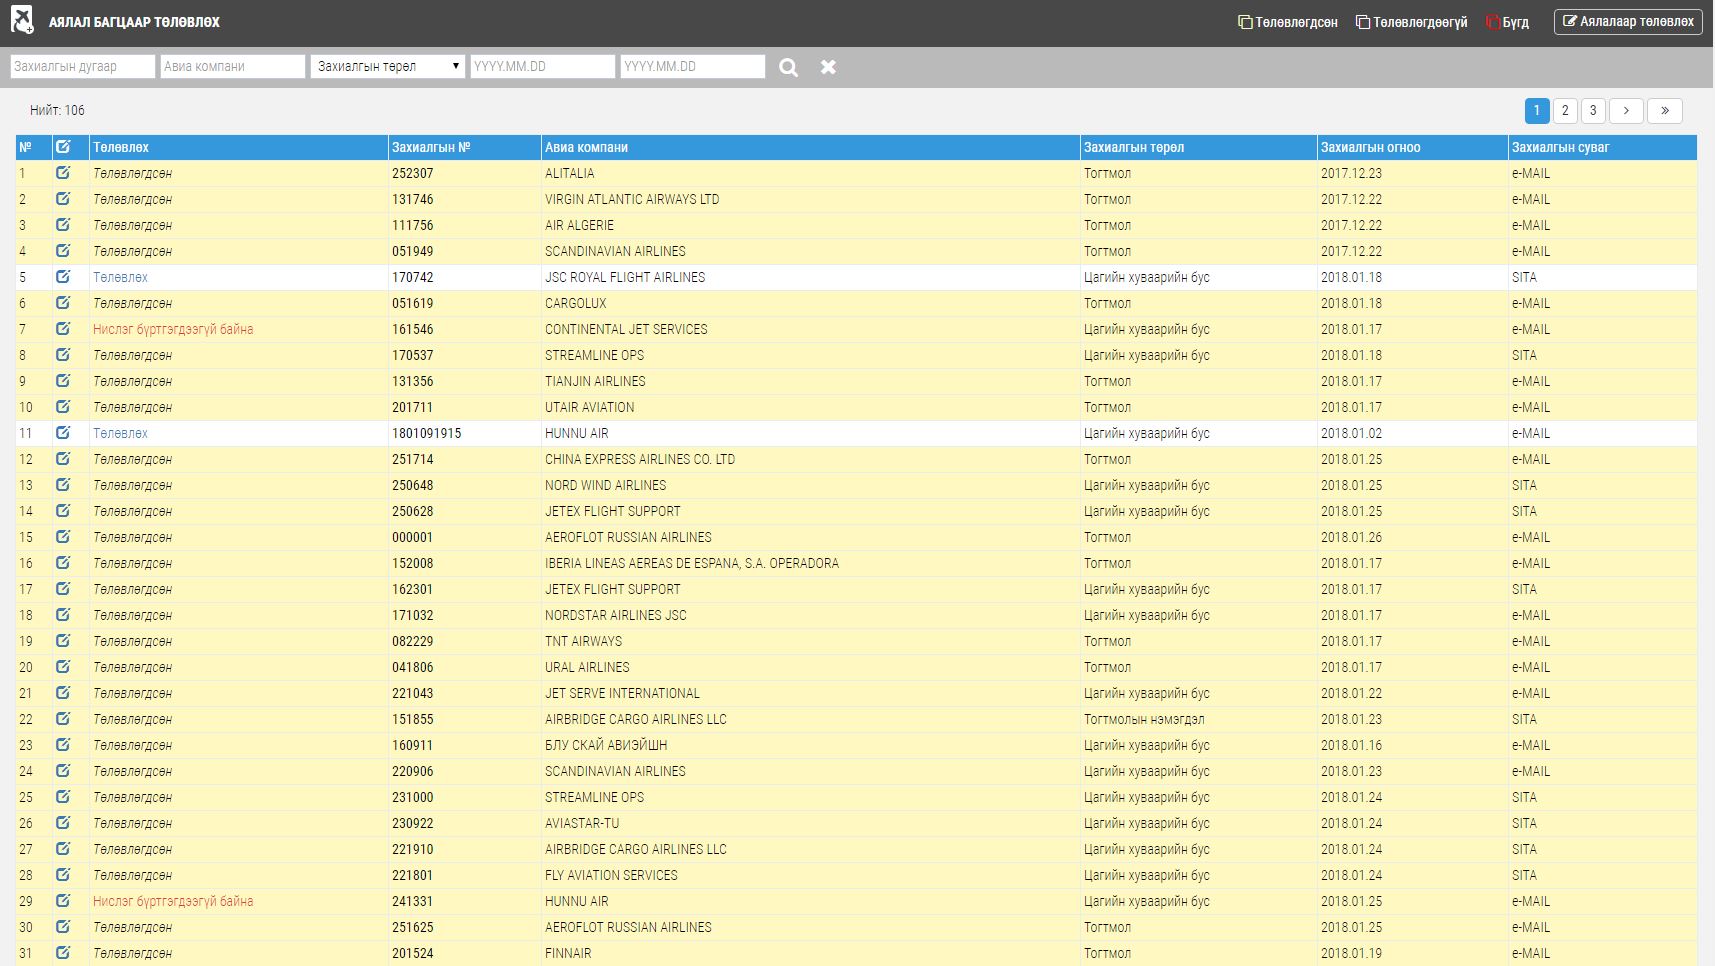 АЯЛАЛ БАГЦААР ТӨЛӨВЛӨХ Төлөвлөгдсөн Төлөвлөгдөөгүй Бүгд Аялалаар төлөвлөх
Захиалгын дугаар Авиа компани Захиалгын төрөл YYYY.MM.DD YYYY.MM.DD
Нийт: 106 1 2 3 > »
№ Төлөвлөх Захиалгын № Авиа компани Захиалгын төрөл Захиалгын огноо Захиалгын суваг
1 Төлөвлөгдсөн 252307 ALITALIA Тогтмол 2017.12.23 e-MAIL
2 Төлөвлөгдсөн 131746 VIRGIN ATLANTIC AIRWAYS LTD Тогтмол 2017.12.22 e-MAIL
3 Төлөвлөгдсөн 111756 AIR ALGERIE Тогтмол 2017.12.22 e-MAIL
4 Төлөвлөгдсөн 051949 SCANDINAVIAN AIRLINES Тогтмол 2017.12.22 e-MAIL
5 Төлөвлөх 170742 JSC ROYAL FLIGHT AIRLINES Цагийн хуваарийн бус 2018.01.18 SITA
6 Төлөвлөгдсөн 051619 CARGOLUX Тогтмол 2018.01.18 e-MAIL
7 Нислэг бүртгэгдээгүй байна 161546 CONTINENTAL JET SERVICES Цагийн хуваарийн бус 2018.01.17 e-MAIL
8 Төлөвлөгдсөн 170537 STREAMLINE OPS Цагийн хуваарийн бус 2018.01.18 SITA
9 Төлөвлөгдсөн 131356 TIANJIN AIRLINES Тогтмол 2018.01.17 e-MAIL
10 Төлөвлөгдсөн 201711 UTAIR AVIATION Тогтмол 2018.01.17 e-MAIL
11 Төлөвлөх 1801091915 HUNNU AIR Цагийн хуваарийн бус 2018.01.02 e-MAIL
12 Төлөвлөгдсөн 251714 CHINA EXPRESS AIRLINES CO. LTD Тогтмол 2018.01.25 e-MAIL
13 Төлөвлөгдсөн 250648 NORD WIND AIRLINES Цагийн хуваарийн бус 2018.01.25 SITA
14 Төлөвлөгдсөн 250628 JETEX FLIGHT SUPPORT Цагийн хуваарийн бус 2018.01.25 SITA
15 Төлөвлөгдсөн 000001 AEROFLOT RUSSIAN AIRLINES Тогтмол 2018.01.26 e-MAIL
16 Төлөвлөгдсөн 152008 IBERIA LINEAS AEREAS DE ESPANA, S.A. OPERADORA Тогтмол 2018.01.17 e-MAIL
17 Төлөвлөгдсөн 162301 JETEX FLIGHT SUPPORT Цагийн хуваарийн бус 2018.01.17 SITA
18 Төлөвлөгдсөн 171032 NORDSTAR AIRLINES JSC Цагийн хуваарийн бус 2018.01.17 e-MAIL
19 Төлөвлөгдсөн 082229 TNT AIRWAYS Тогтмол 2018.01.17 e-MAIL
20 Төлөвлөгдсөн 041806 URAL AIRLINES Тогтмол 2018.01.17 e-MAIL
21 Төлөвлөгдсөн 221043 JET SERVE INTERNATIONAL Цагийн хуваарийн бус 2018.01.22 e-MAIL
22 Төлөвлөгдсөн 151855 AIRBRIDGE CARGO AIRLINES LLC Тогтмолын нэмэгдэл 2018.01.23 SITA
23 Төлөвлөгдсөн 160911 БЛУ СКАЙ АВИЭЙШН Цагийн хуваарийн бус 2018.01.16 e-MAIL
24 Төлөвлөгдсөн 220906 SCANDINAVIAN AIRLINES Цагийн хуваарийн бус 2018.01.23 SITA
25 Төлөвлөгдсөн 231000 STREAMLINE OPS Цагийн хуваарийн бус 2018.01.24 SITA
26 Төлөвлөгдсөн 230922 AVIASTAR-TU Цагийн хуваарийн бус 2018.01.24 SITA
27 Төлөвлөгдсөн 221910 AIRBRIDGE CARGO AIRLINES LLC Цагийн хуваарийн бус 2018.01.24 SITA
28 Төлөвлөгдсөн 221801 FLY AVIATION SERVICES Цагийн хуваарийн бус 2018.01.24 SITA
29 Нислэг бүртгэгдээгүй байна 241331 HUNNU AIR Цагийн хуваарийн бус 2018.01.25 e-MAIL
30 Төлөвлөгдсөн 251625 AEROFLOT RUSSIAN AIRLINES Тогтмол 2018.01.25 e-MAIL
31 Төлөвлөгдсөн 201524 FINNAIR Тогтмол 2018.01.19 e-MAIL